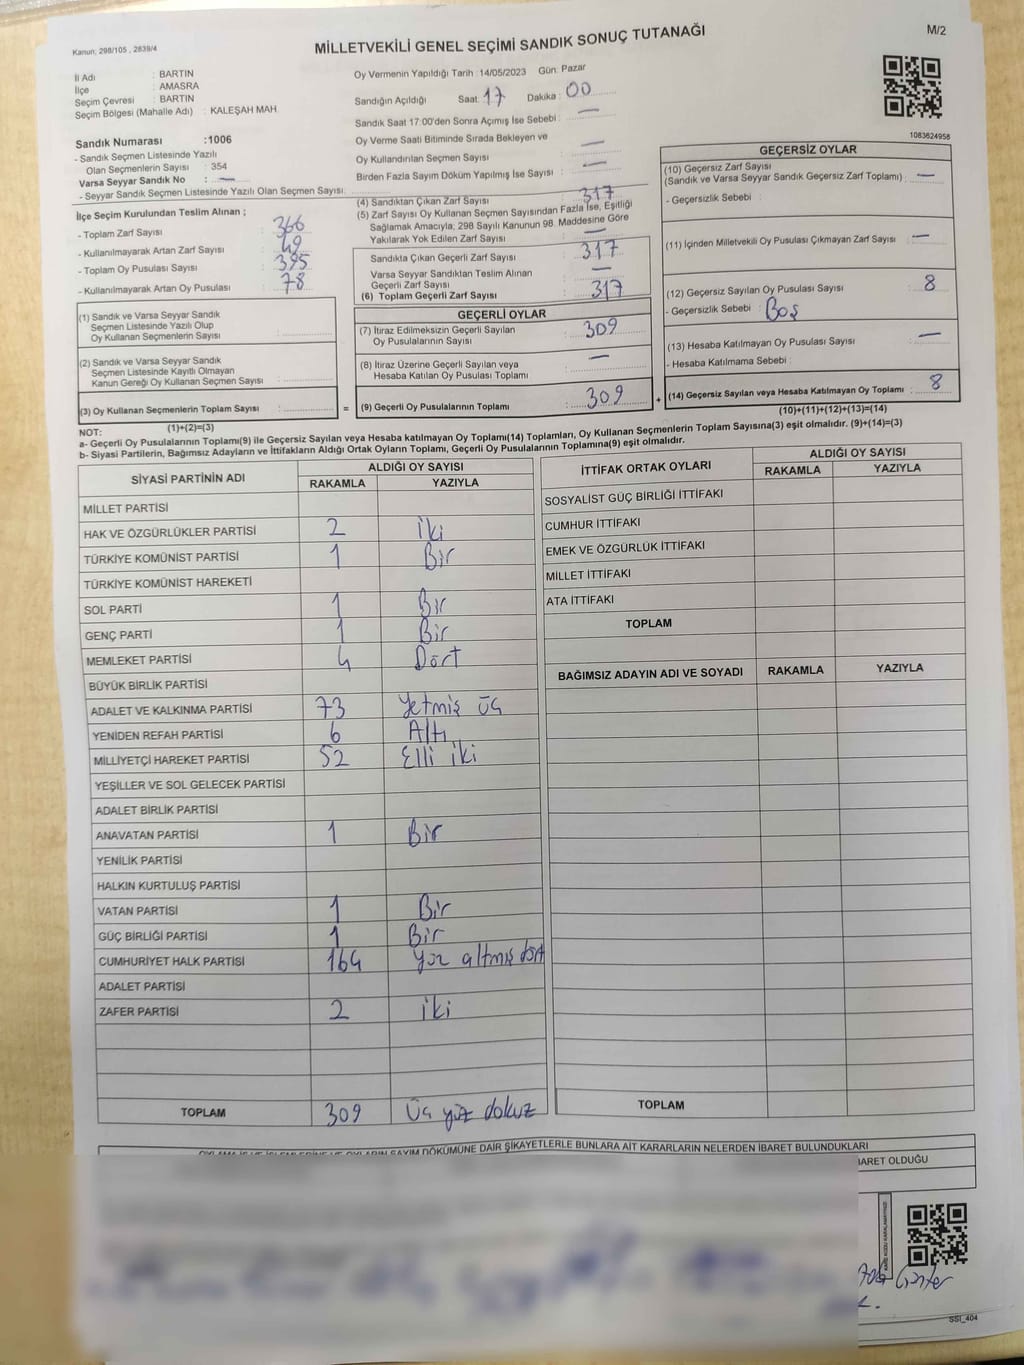 Kanun; 298/105 , 2839/4
MİLLETVEKİLİ GENEL SEÇİMİ SANDIK SONUÇ TUTANAĞI
M/2
İl Adı : BARTIN
İlçe : AMASRA
Seçim Çevresi : BARTIN
Seçim Bölgesi (Mahalle Adı) : KALEŞAH MAH.
Sandık Numarası :1006
- Sandık Seçmen Listesinde Yazılı
Olan Seçmenlerin Sayısı : 354
Varsa Seyyar Sandık No : —
- Seyyar Sandık Seçmen Listesinde Yazılı Olan Seçmen Sayısı:
İlçe Seçim Kurulundan Teslim Alınan ;
- Toplam Zarf Sayısı : 366
- Kullanılmayarak Artan Zarf Sayısı : 49
- Toplam Oy Pusulası Sayısı : 395
- Kullanılmayarak Artan Oy Pusulası : 78
(1) Sandık ve Varsa Seyyar Sandık
Seçmen Listesinde Yazılı Olup
Oy Kullanan Seçmenlerin Sayısı :
(2) Sandık ve Varsa Seyyar Sandık
Seçmen Listesinde Kayıtlı Olmayan
Kanun Gereği Oy Kullanan Seçmen Sayısı :
(3) Oy Kullanan Seçmenlerin Toplam Sayısı :
(1)+(2)=(3)
Oy Vermenin Yapıldığı Tarih :14/05/2023 Gün: Pazar
Sandığın Açıldığı Saat: 17 Dakika : 00
Sandık Saat 17:00'den Sonra Açımış İse Sebebi : —
Oy Verme Saati Bitiminde Sırada Bekleyen ve
Oy Kullandırılan Seçmen Sayısı : —
Birden Fazla Sayım Döküm Yapılmış İse Sayısı : —
(4) Sandıktan Çıkan Zarf Sayısı : 317
(5) Zarf Sayısı Oy Kullanan Seçmen Sayısından Fazla İse, Eşitliği
Sağlamak Amacıyla; 298 Sayılı Kanunun 98. Maddesine Göre
Yakılarak Yok Edilen Zarf Sayısı : —
Sandıkta Çıkan Geçerli Zarf Sayısı : 317
Varsa Seyyar Sandıktan Teslim Alınan
Geçerli Zarf Sayısı : —
(6) Toplam Geçerli Zarf Sayısı : 317
GEÇERLİ OYLAR
(7) İtiraz Edilmeksizin Geçerli Sayılan
Oy Pusulalarının Sayısı : 309
(8) İtiraz Üzerine Geçerli Sayılan veya
Hesaba Katılan Oy Pusulası Toplamı : —
= (9) Geçerli Oy Pusulalarının Toplamı : 309 +
1083624958
GEÇERSİZ OYLAR
(10) Geçersiz Zarf Sayısı
(Sandık ve Varsa Seyyar Sandık Geçersiz Zarf Toplamı) : —
- Geçersizlik Sebebi :
(11) İçinden Milletvekili Oy Pusulası Çıkmayan Zarf Sayısı : —
(12) Geçersiz Sayılan Oy Pusulası Sayısı : 8
- Geçersizlik Sebebi : Boş
(13) Hesaba Katılmayan Oy Pusulası Sayısı : —
- Hesaba Katılmama Sebebi :
(14) Geçersiz Sayılan veya Hesaba Katılmayan Oy Toplamı : 8
(10)+(11)+(12)+(13)=(14)
NOT:
a- Geçerli Oy Pusulalarının Toplamı(9) ile Geçersiz Sayılan veya Hesaba katılmayan Oy Toplamı(14) Toplamları, Oy Kullanan Seçmenlerin Toplam Sayısına(3) eşit olmalıdır. (9)+(14)=(3)
b- Siyasi Partilerin, Bağımsız Adayların ve İttifakların Aldığı Ortak Oyların Toplamı, Geçerli Oy Pusulalarının Toplamına(9) eşit olmalıdır.
SİYASİ PARTİNİN ADI ALDIĞI OY SAYISI
RAKAMLA YAZIYLA
MİLLET PARTİSİ
HAK VE ÖZGÜRLÜKLER PARTİSİ 2 İki
TÜRKİYE KOMÜNİST PARTİSİ 1 Bir
TÜRKİYE KOMÜNİST HAREKETİ
SOL PARTİ 1 Bir
GENÇ PARTİ 1 Bir
MEMLEKET PARTİSİ 4 Dört
BÜYÜK BİRLİK PARTİSİ
ADALET VE KALKINMA PARTİSİ 73 Yetmiş üç
YENİDEN REFAH PARTİSİ 6 Altı
MİLLİYETÇİ HAREKET PARTİSİ 52 Elli iki
YEŞİLLER VE SOL GELECEK PARTİSİ
ADALET BİRLİK PARTİSİ
ANAVATAN PARTİSİ 1 Bir
YENİLİK PARTİSİ
HALKIN KURTULUŞ PARTİSİ
VATAN PARTİSİ 1 Bir
GÜÇ BİRLİĞİ PARTİSİ 1 Bir
CUMHURİYET HALK PARTİSİ 164 Yüz altmış dört
ADALET PARTİSİ
ZAFER PARTİSİ 2 İki
TOPLAM 309 Üç yüz dokuz
İTTİFAK ORTAK OYLARI ALDIĞI OY SAYISI
RAKAMLA YAZIYLA
SOSYALİST GÜÇ BİRLİĞİ İTTİFAKI
CUMHUR İTTİFAKI
EMEK VE ÖZGÜRLÜK İTTİFAKI
MİLLET İTTİFAKI
ATA İTTİFAKI
TOPLAM
BAĞIMSIZ ADAYIN ADI VE SOYADI RAKAMLA YAZIYLA
TOPLAM
DÖKÜMÜNE DAİR ŞİKAYETLERLE BUNLARA AİT KARARLARIN NELERDEN İBARET BULUNDUKLARI
İBARET OLDUĞU
SSİ_404